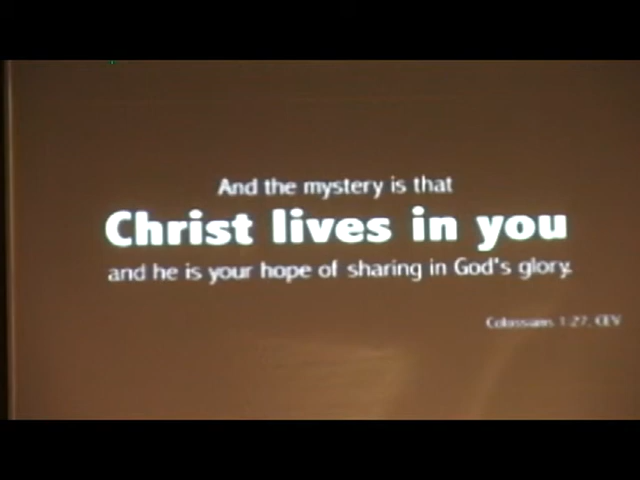 And the mystery is that
Christ lives in you
and he is your hope of sharing in God's glory.
Colossians 1:27, CEV